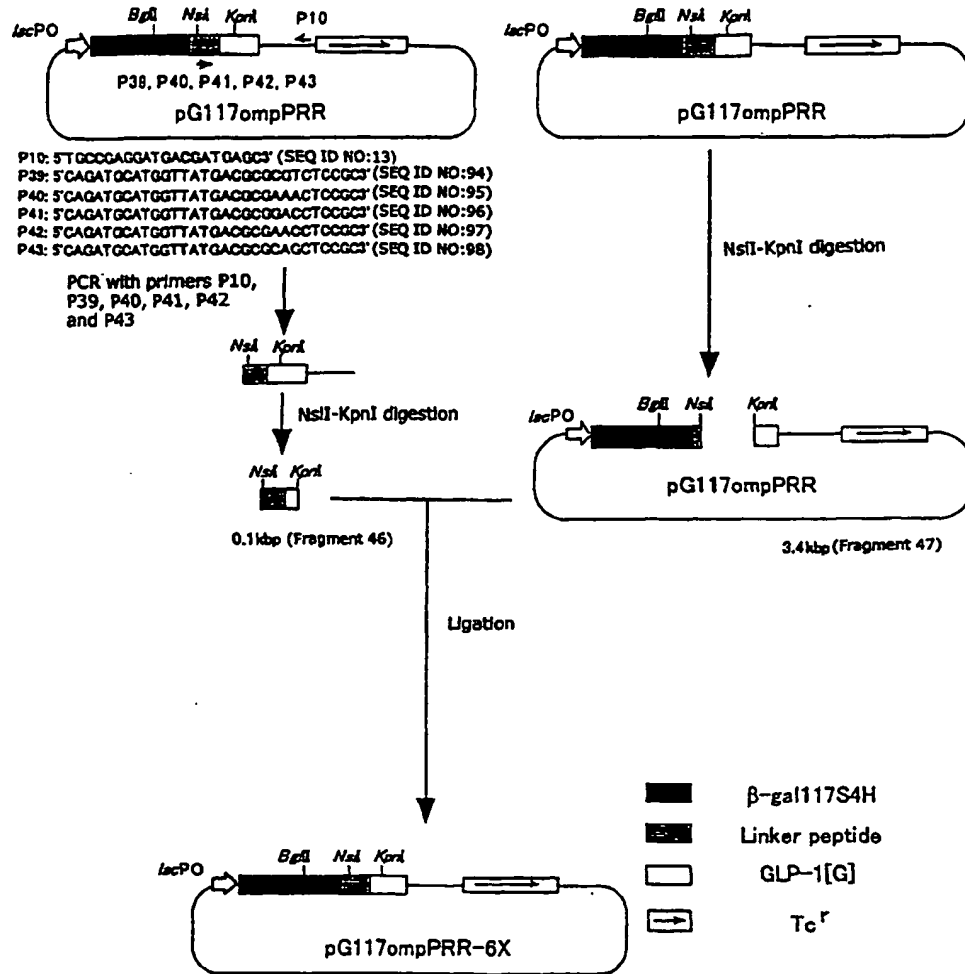 BglII NsiI KpnI P10
lacPO
P38, P40, P41, P42, P43
pG117ompPRR
BglII NsiI KpnI
lacPO
pG117ompPRR
P10: 5'TGCCGAGGATGACGATGAGC3' (SEQ ID NO:13)
P39: 5'CAGATGCATGGTTATGACGCGCGTCTCCGC3' (SEQ ID NO:94)
P40: 5'CAGATGCATGGTTATGACGCGAAACTCCGC3' (SEQ ID NO:95)
P41: 5'CAGATGCATGGTTATGACGCGGACCTCCGC3' (SEQ ID NO:96)
P42: 5'CAGATGCATGGTTATGACGCGAACCTCCGC3' (SEQ ID NO:97)
P43: 5'CAGATGCATGGTTATGACGCGCAGCTCCGC3' (SEQ ID NO:98)
PCR with primers P10,
P39, P40, P41, P42
and P43
NsiI-KpnI digestion
NsiI KpnI
NsiI-KpnI digestion
NsiI KpnI
0.1kbp (Fragment 46)
BglII NsiI KpnI
lacPO
pG117ompPRR
3.4kbp (Fragment 47)
Ligation
BglII NsiI KpnI
lacPO
pG117ompPRR-6X
β-gal117S4H
Linker peptide
GLP-1[G]
Tc r